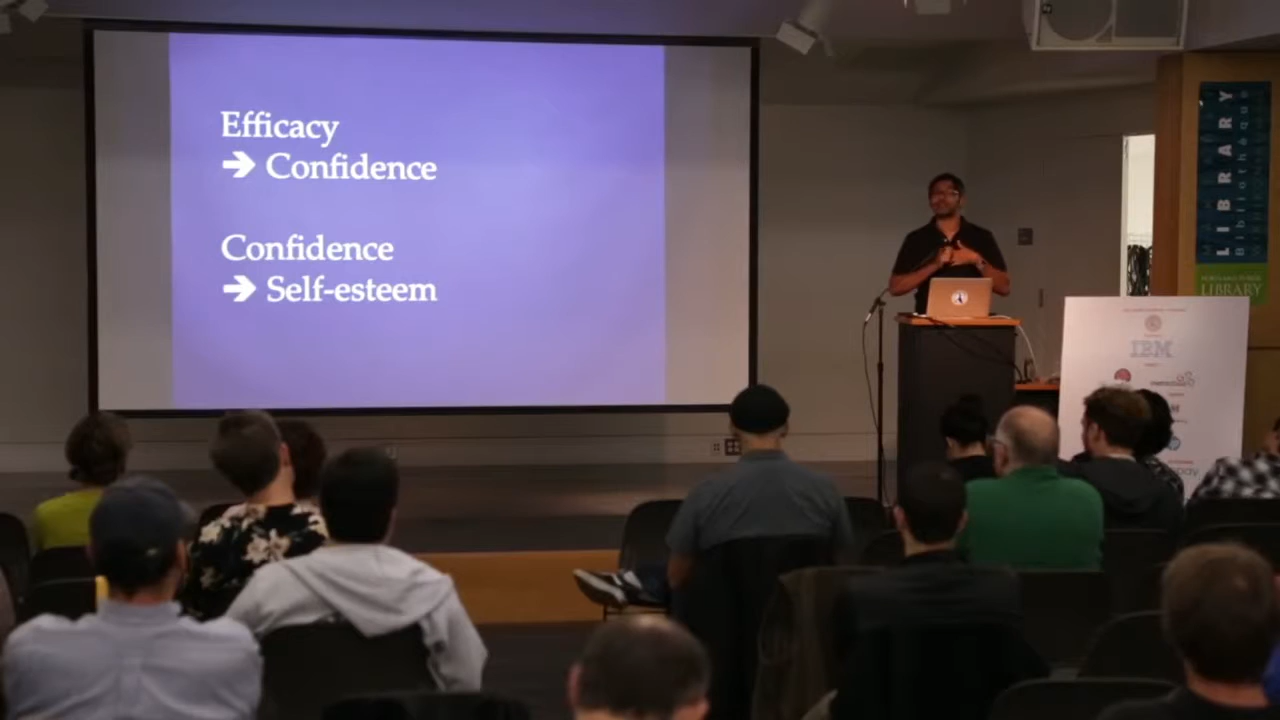 Efficacy
➔ Confidence
Confidence
➔ Self-esteem
LIBRARY
Bibliothèque
LIBRARY
IBM